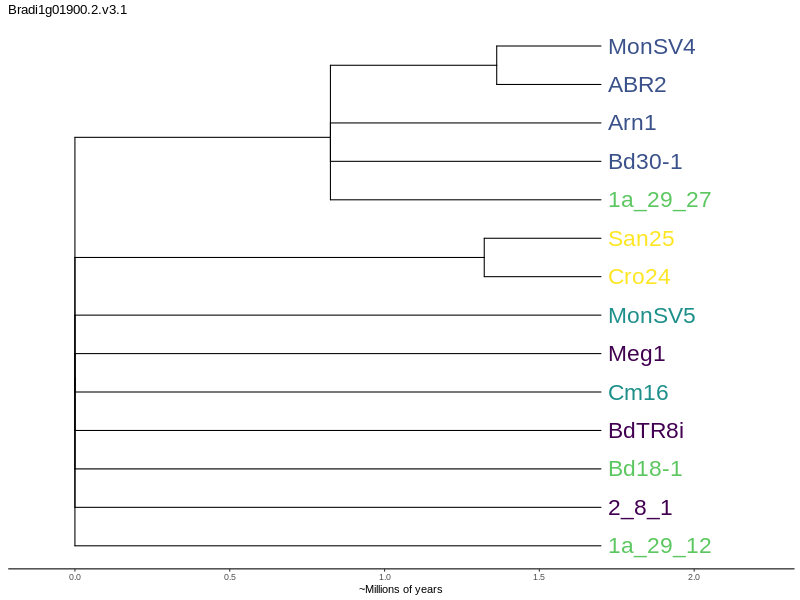 Bradi1g01900.2.v3.1
MonSV4
ABR2
Arn1
Bd30-1
1a_29_27
San25
Cro24
MonSV5
Meg1
Cm16
BdTR8i
Bd18-1
2_8_1
1a_29_12
0.0 0.5 1.0 1.5 2.0
~Millions of years